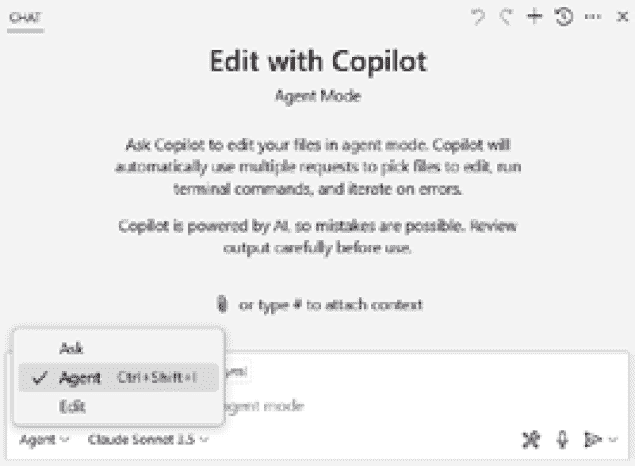 CHAT
Edit with Copilot
Agent Mode
Ask Copilot to edit your files in agent mode. Copilot will
automatically use multiple requests to pick files to edit, run
terminal commands, and iterate on errors.
Copilot is powered by AI, so mistakes are possible. Review
output carefully before use.
or type # to attach context
Ask
Agent Ctrl+Shift+I
Edit
agent mode
Agent Claude Sonnet 3.5